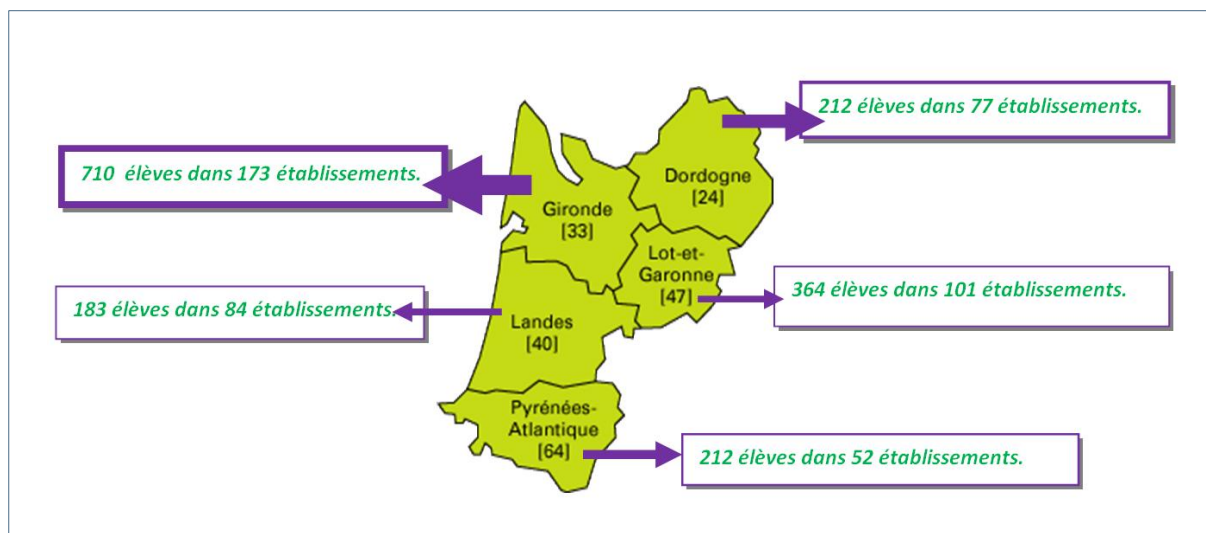 212 élèves dans 77 établissements.
710 élèves dans 173 établissements.
Dordogne
[24]
Gironde
[33]
Lot-et-
Garonne
[47]
364 élèves dans 101 établissements.
183 élèves dans 84 établissements.
Landes
[40]
Pyrénées-
Atlantique
[64]
212 élèves dans 52 établissements.